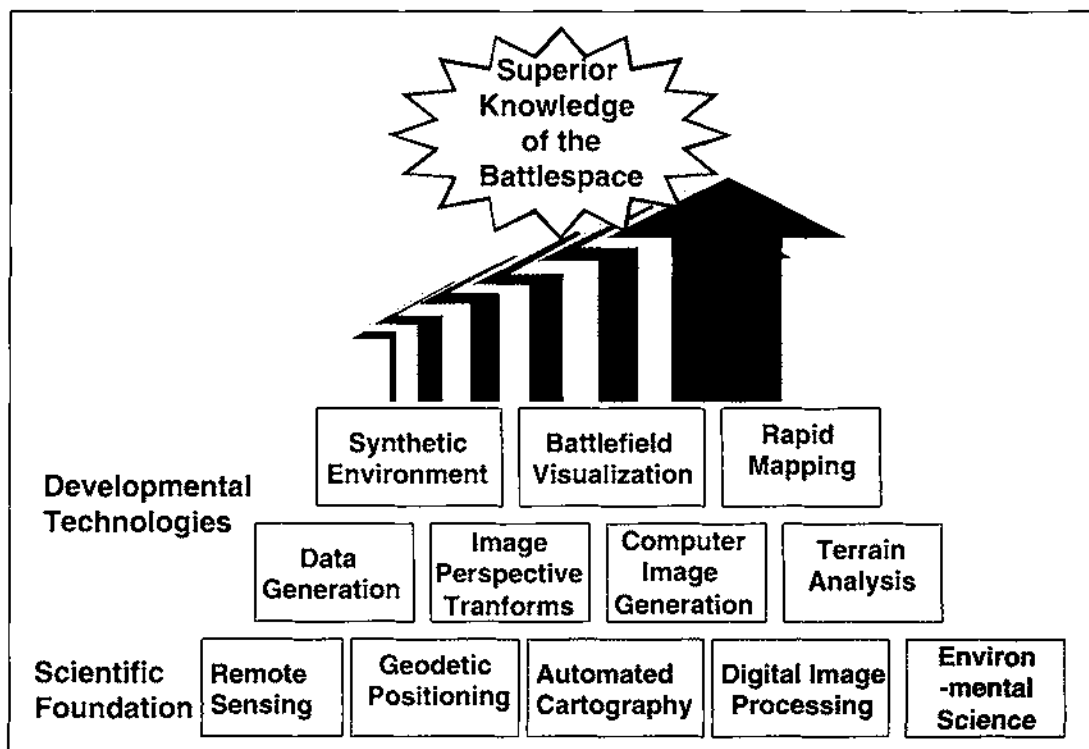 Superior
Knowledge
of the
Battlespace
Synthetic
Environment
Battlefield
Visualization
Rapid
Mapping
Developmental
Technologies
Data
Generation
Image
Perspective
Tranforms
Computer
Image
Generation
Terrain
Analysis
Scientific
Foundation
Remote
Sensing
Geodetic
Positioning
Automated
Cartography
Digital Image
Processing
Environ
-mental
Science